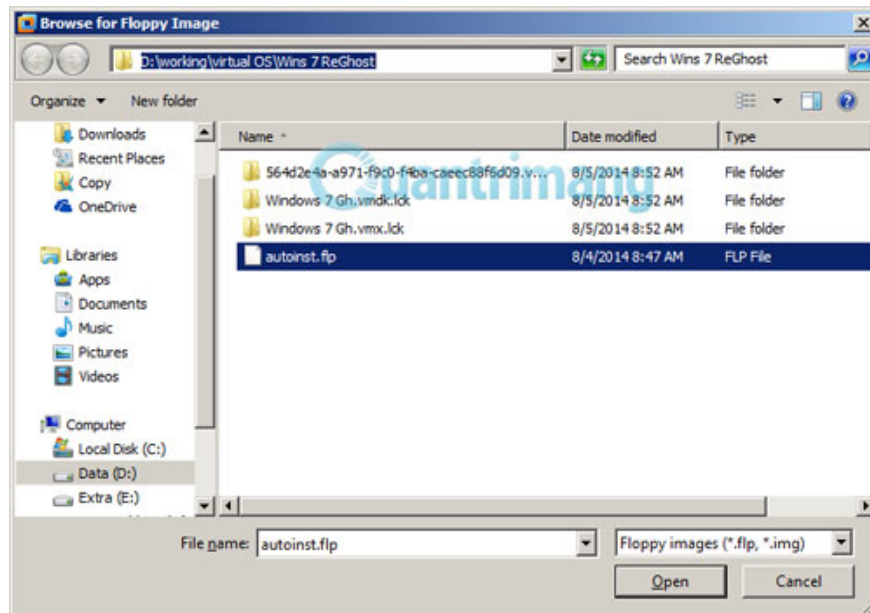 Browse for Floppy Image
D:\working\virtual OS\Wins 7 ReGhost
Search Wins 7 ReGhost
Organize
New folder
Downloads
Recent Places
Copy
OneDrive
Libraries
Apps
Documents
Music
Pictures
Videos
Computer
Local Disk (C:)
Data (D:)
Extra (E:)
Name Date modified Type
564d2e4a-a971-f9c0-f4ba-caeec88f6d09.v... 8/5/2014 8:52 AM File folder
Windows 7 Gh.vmdk.lck 8/5/2014 8:52 AM File folder
Windows 7 Gh.vmx.lck 8/5/2014 8:52 AM File folder
autoinst.flp 8/4/2014 8:47 AM FLP File
Quantrimang
File name: autoinst.flp Floppy images (*.flp, *.img)
Open Cancel